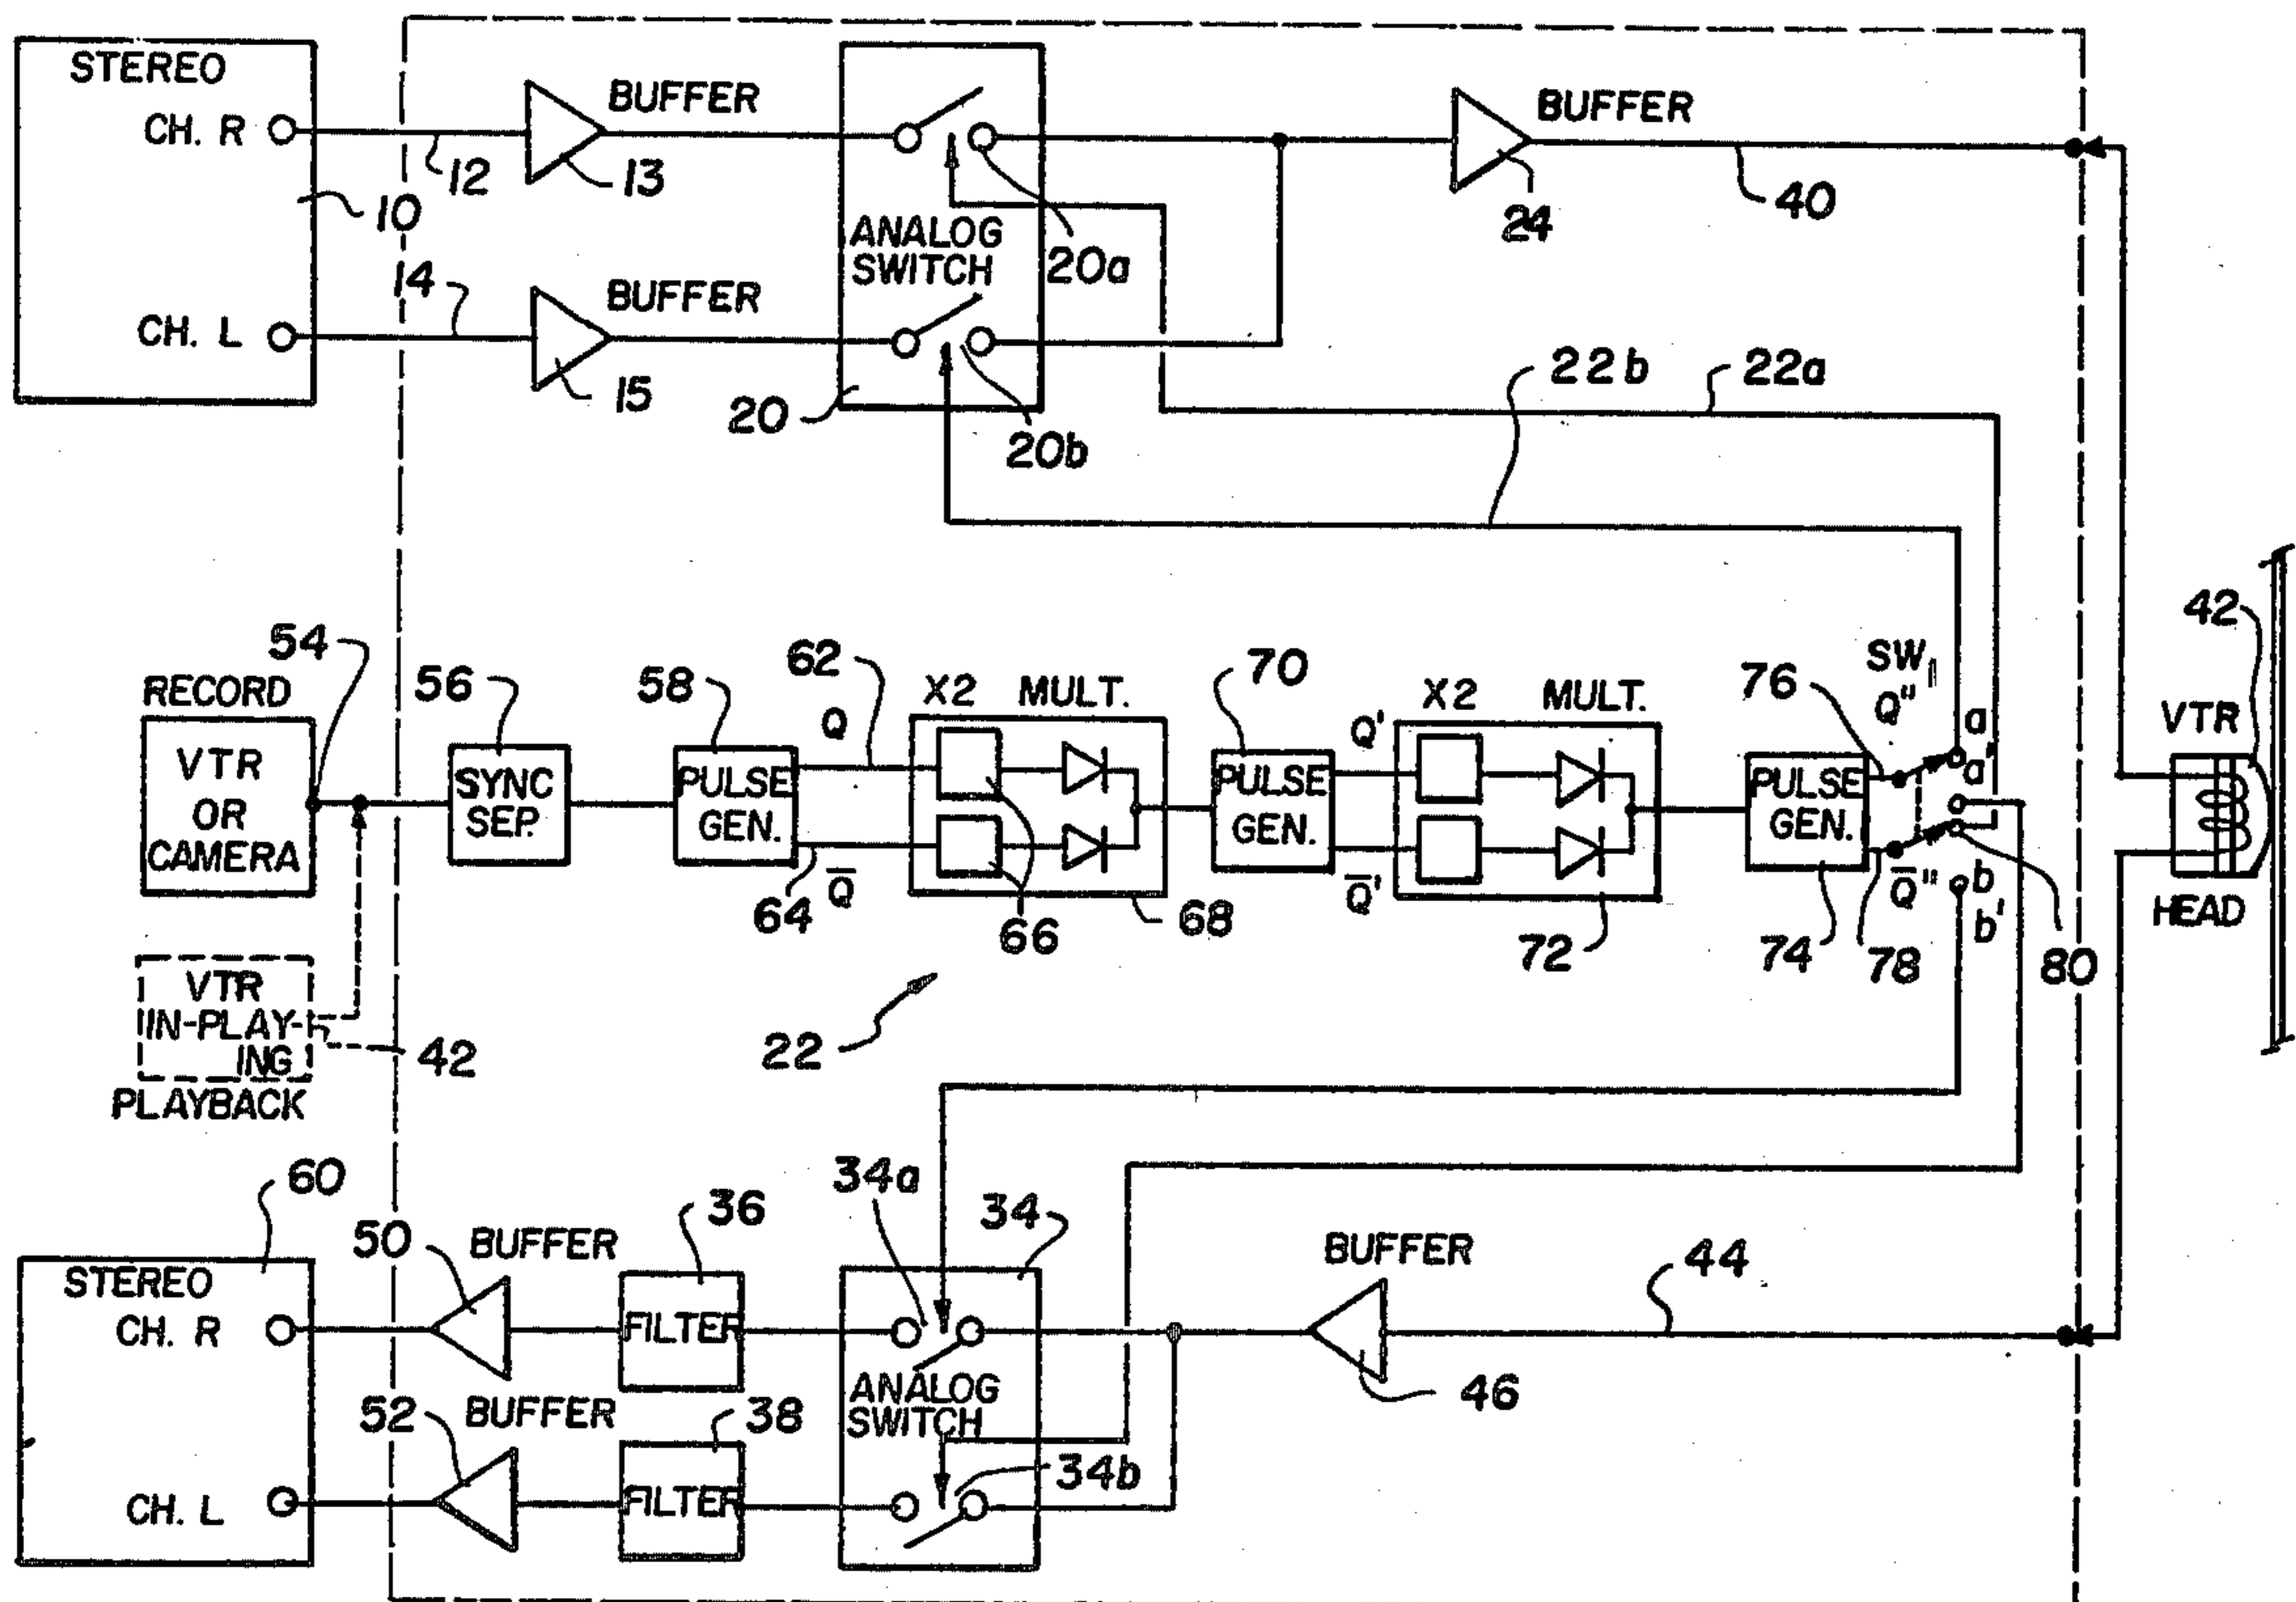 STEREO
CH. R
CH. L
10
12
14
BUFFER
13
BUFFER
15
ANALOG
SWITCH
20
20a
20b
BUFFER
24
40
22b
22a
RECORD
54
VTR
OR
CAMERA
56
SYNC
SEP.
58
PULSE
GEN.
62
Q
64
Q̅
X2 MULT.
66
68
70
PULSE
GEN.
Q'
Q̅'
X2 MULT.
72
PULSE
GEN.
74
76
78
SW1
Q"
Q̅"
a
a'
b
b'
80
42
VTR
HEAD
VTR
IN-PLAY-
ING
42
PLAYBACK
22
60
STEREO
CH. R
CH. L
50
BUFFER
52
BUFFER
36
FILTER
38
FILTER
34a
34
ANALOG
SWITCH
34b
BUFFER
46
44